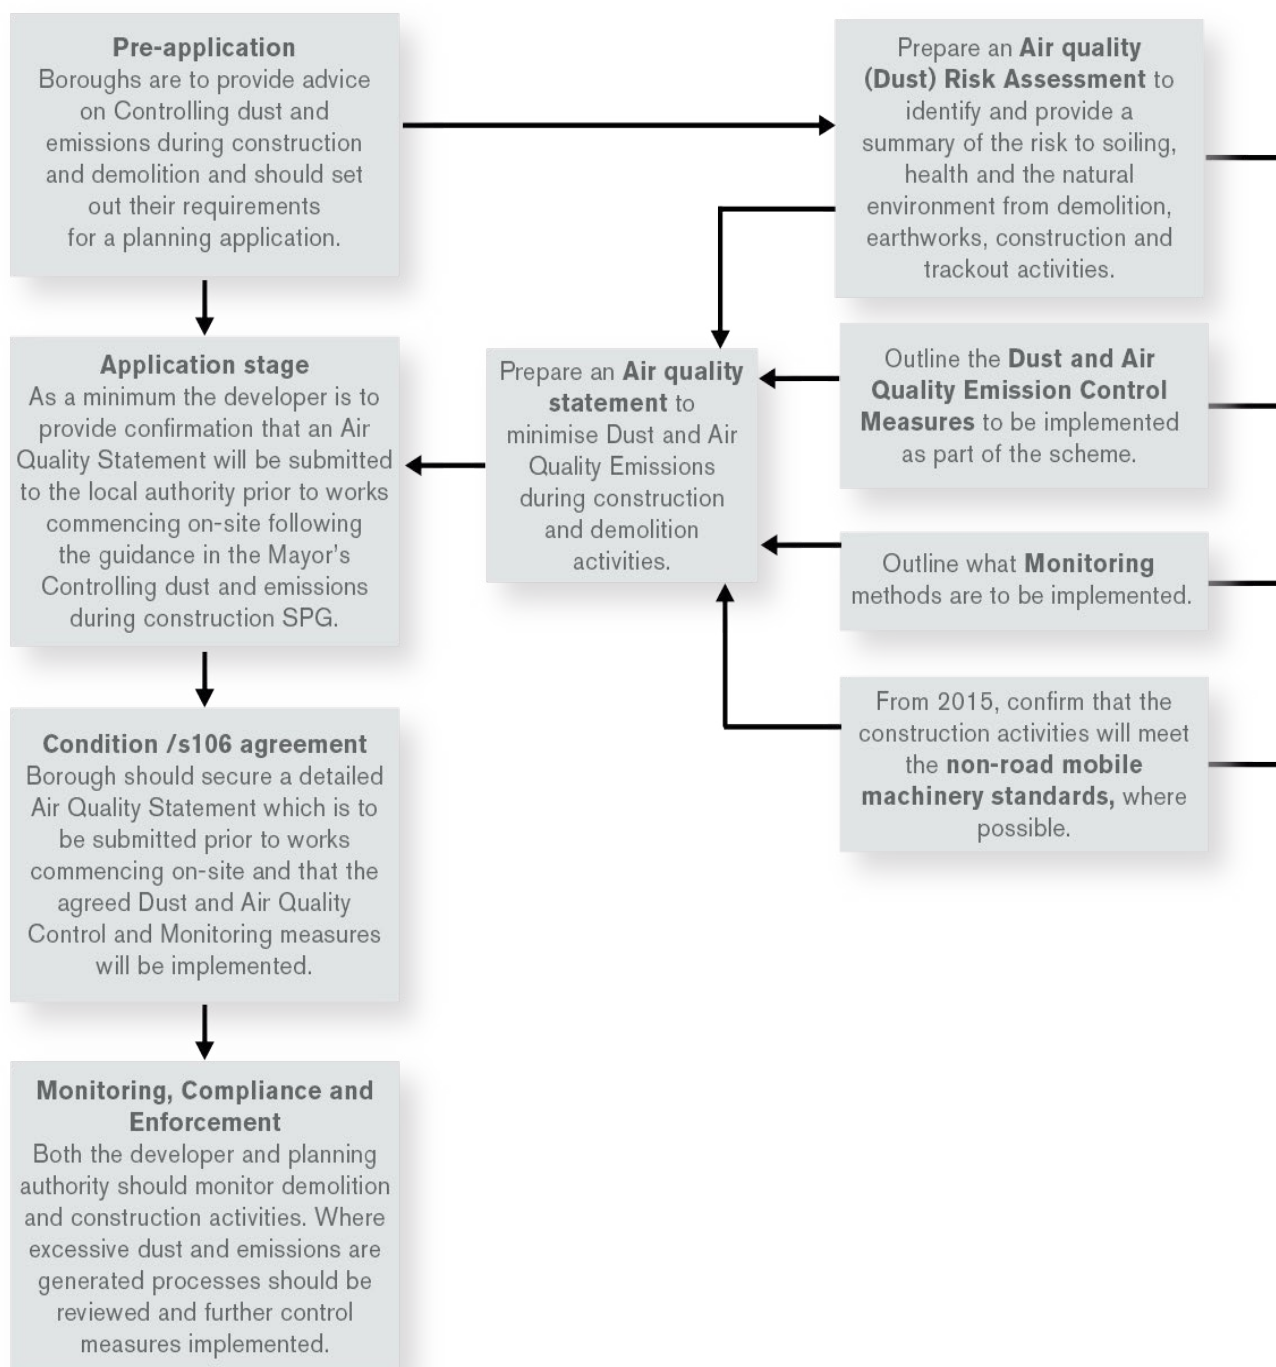 Pre-application
Boroughs are to provide advice
on Controlling dust and
emissions during construction
and demolition and should set
out their requirements
for a planning application.
Application stage
As a minimum the developer is to
provide confirmation that an Air
Quality Statement will be submitted
to the local authority prior to works
commencing on-site following
the guidance in the Mayor's
Controlling dust and emissions
during construction SPG.
Condition /s106 agreement
Borough should secure a detailed
Air Quality Statement which is to
be submitted prior to works
commencing on-site and that the
agreed Dust and Air Quality
Control and Monitoring measures
will be implemented.
Monitoring, Compliance and
Enforcement
Both the developer and planning
authority should monitor demolition
and construction activities. Where
excessive dust and emissions are
generated processes should be
reviewed and further control
measures implemented.
Prepare an Air quality
statement to
minimise Dust and Air
Quality Emissions
during construction
and demolition
activities.
Prepare an Air quality
(Dust) Risk Assessment to
identify and provide a
summary of the risk to soiling,
health and the natural
environment from demolition,
earthworks, construction and
trackout activities.
Outline the Dust and Air
Quality Emission Control
Measures to be implemented
as part of the scheme.
Outline what Monitoring
methods are to be implemented.
From 2015, confirm that the
construction activities will meet
the non-road mobile
machinery standards, where
possible.